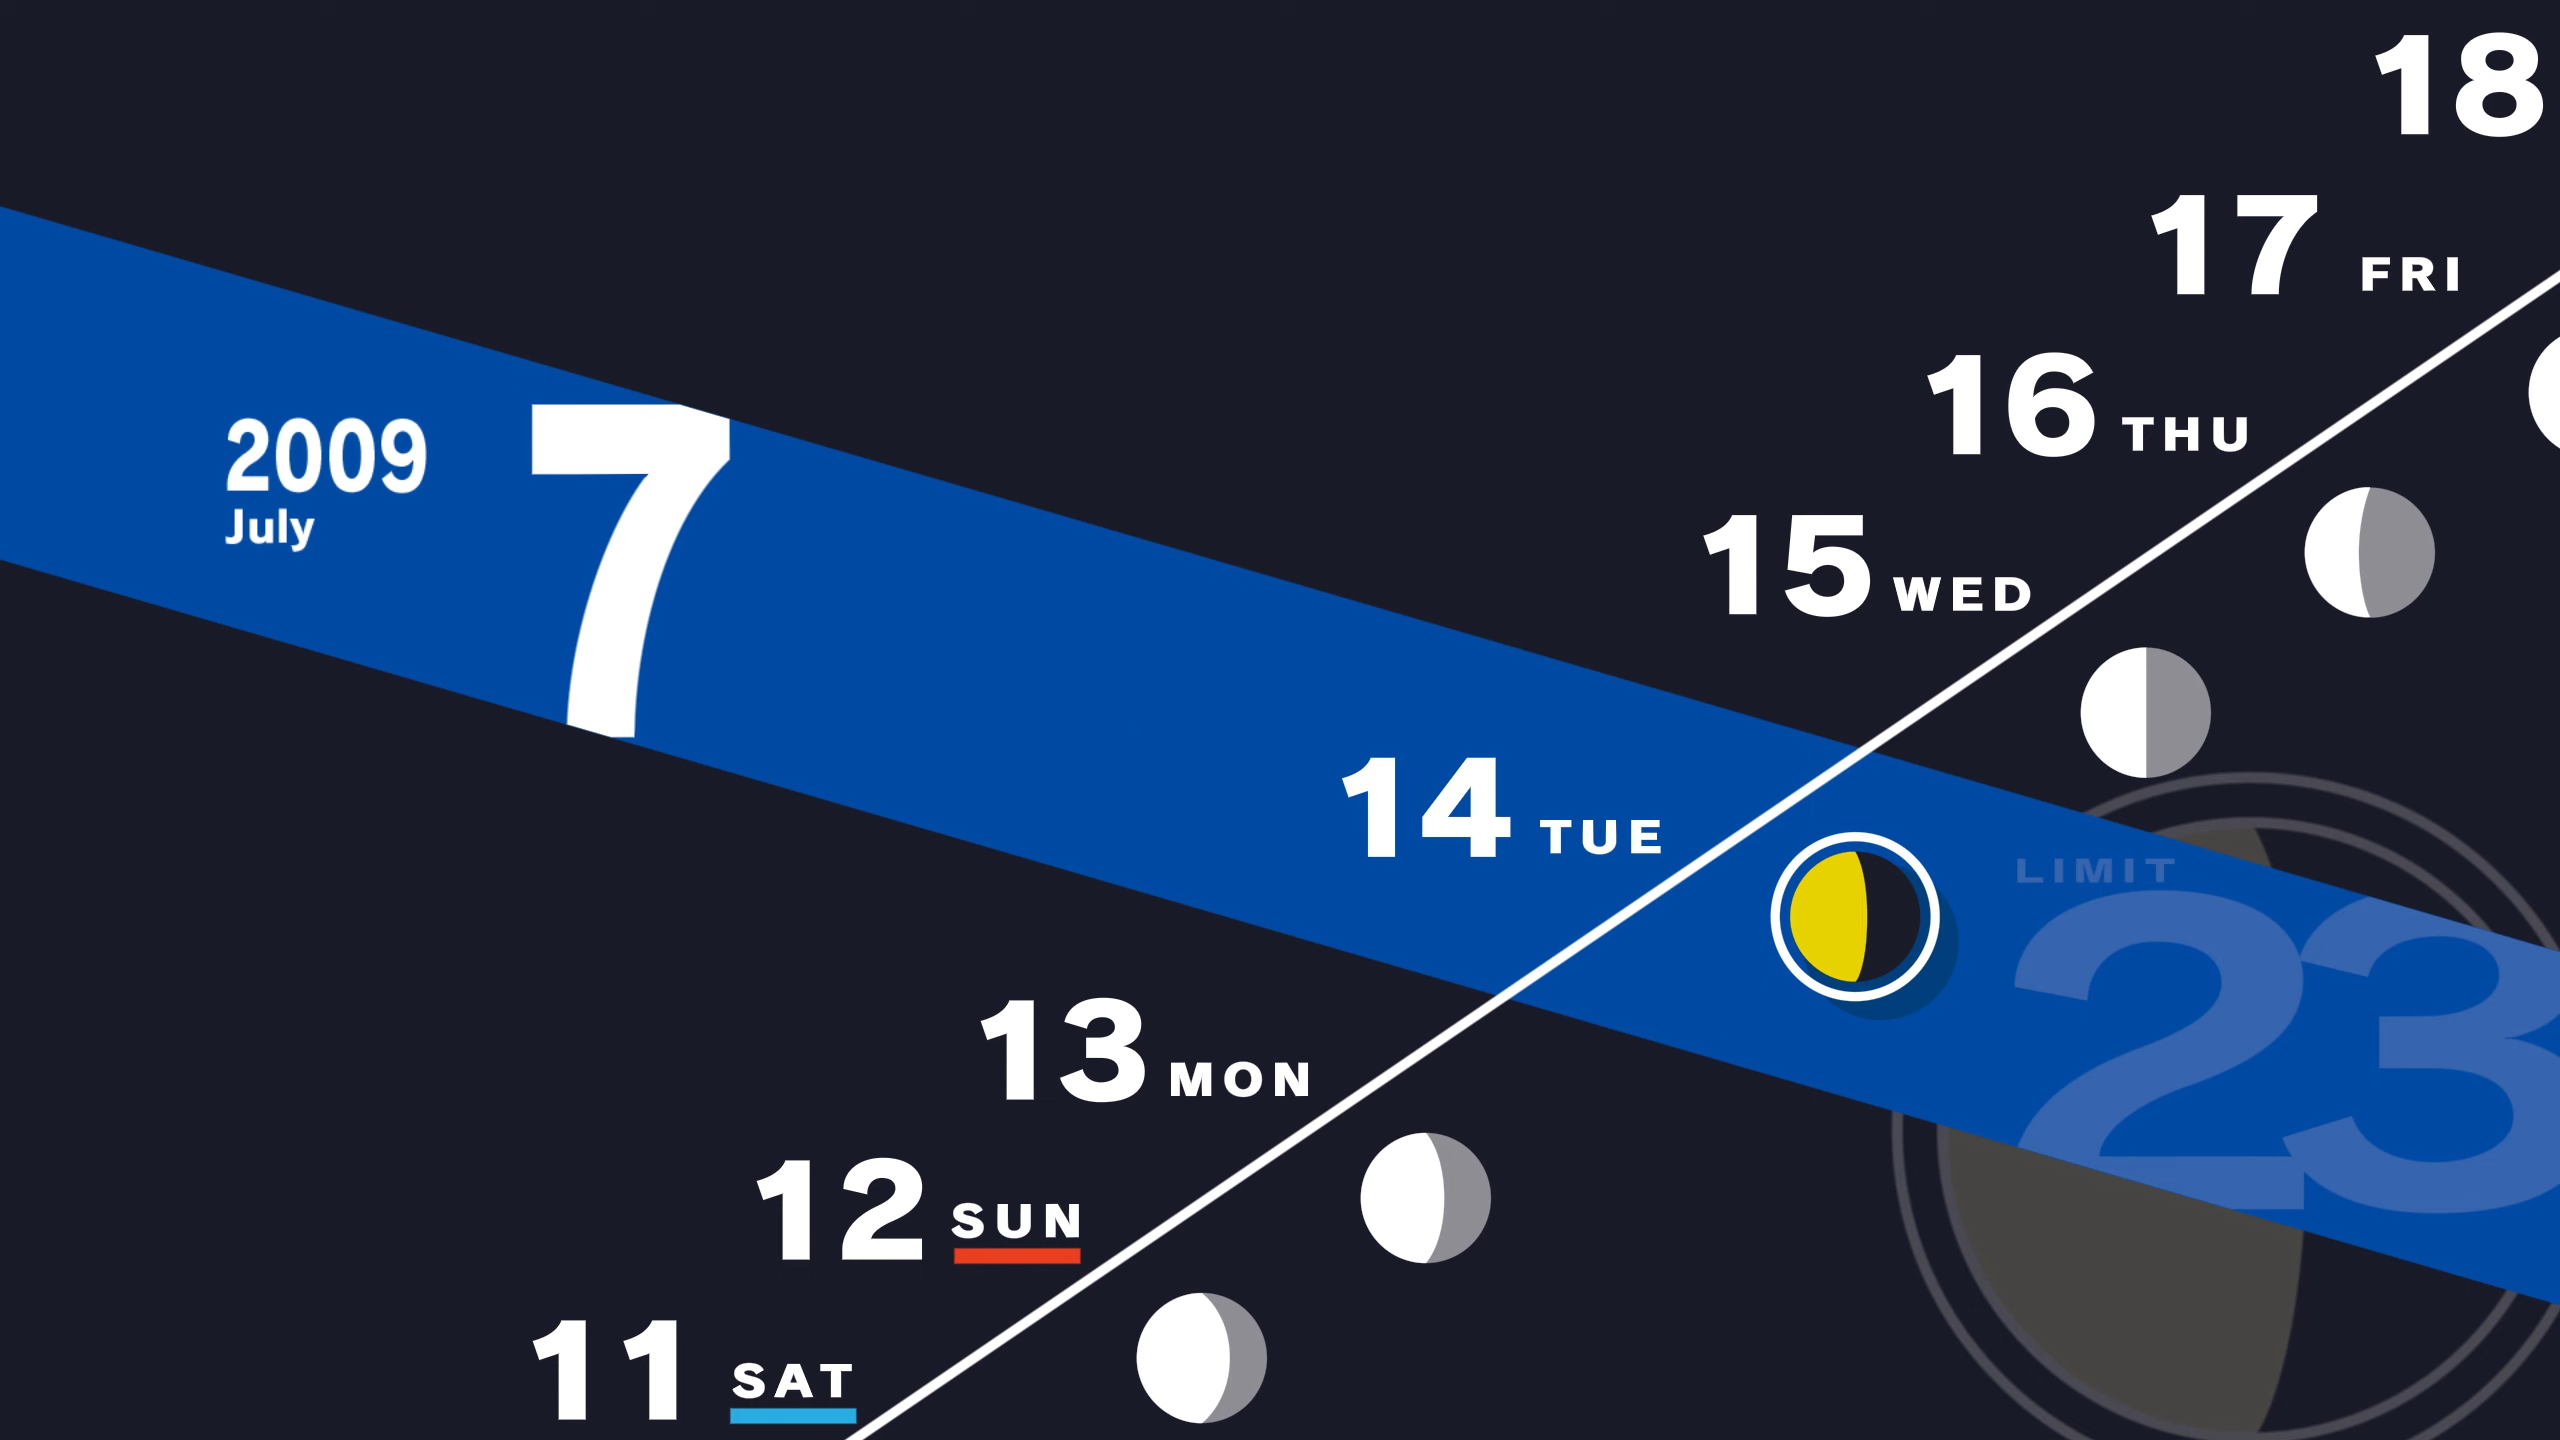 2009
July
7
18
17 FRI
16 THU
15 WED
14 TUE
13 MON
12 SUN
11 SAT
LIMIT
23